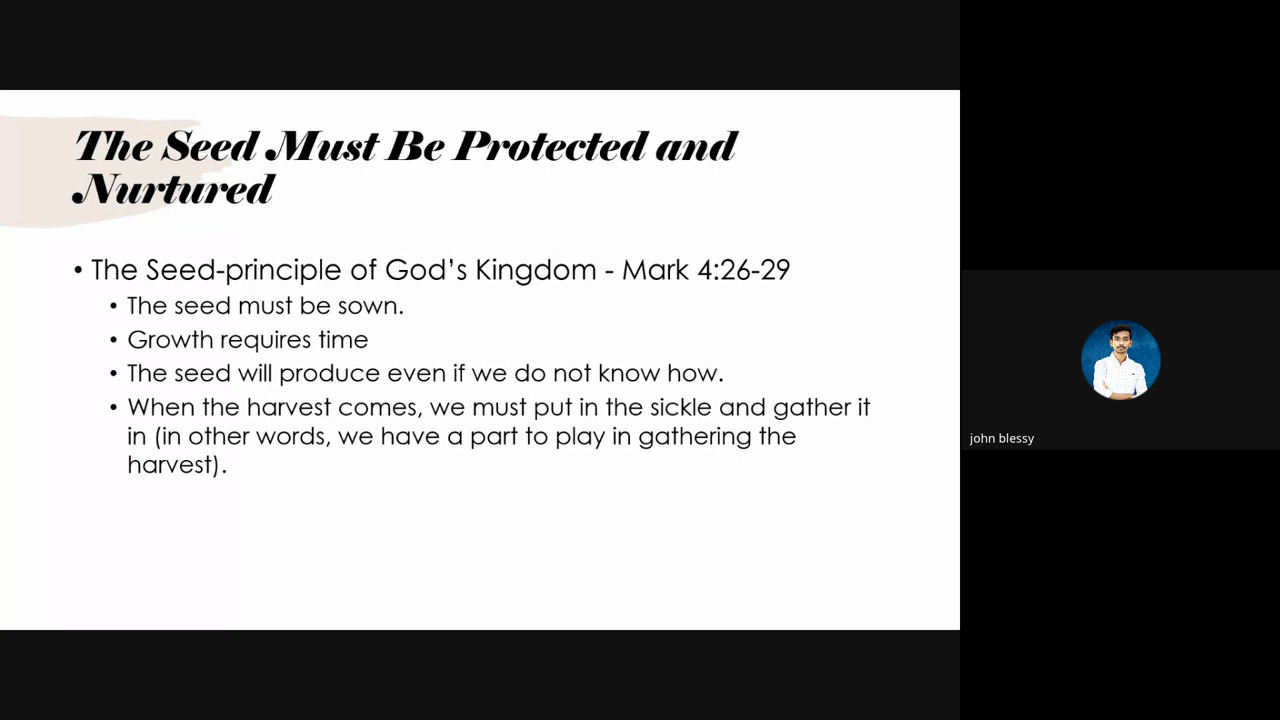 The Seed Must Be Protected and
Nurtured
• The Seed-principle of God’s Kingdom - Mark 4:26-29
• The seed must be sown.
• Growth requires time
• The seed will produce even if we do not know how.
• When the harvest comes, we must put in the sickle and gather it
in (in other words, we have a part to play in gathering the
harvest).
john blessy